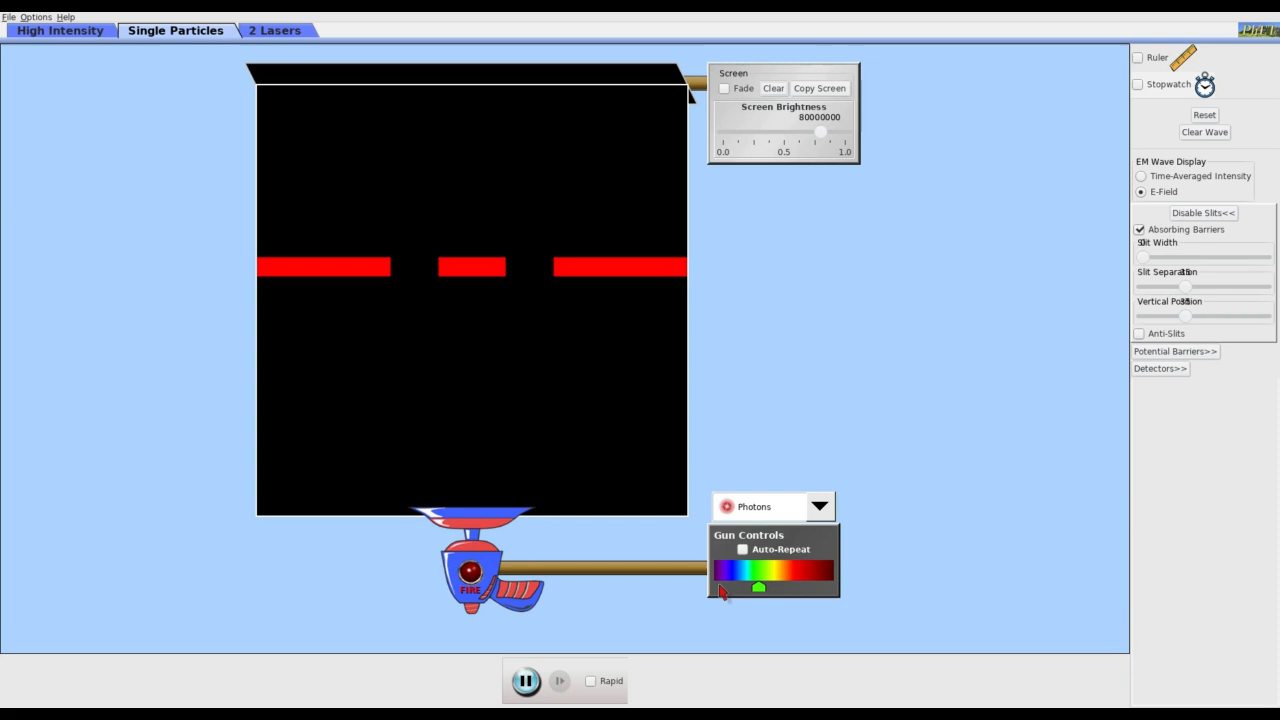 File Options Help
High Intensity Single Particles 2 Lasers
Screen
Fade Clear Copy Screen
Screen Brightness
80000000
0.0 0.5 1.0
Ruler
Stopwatch
Reset
Clear Wave
EM Wave Display
Time-Averaged Intensity
E-Field
Disable Slits<<
Absorbing Barriers
Slit Width
Slit Separation
Vertical Position
Anti-Slits
Potential Barriers>>
Detectors>>
Photons
Gun Controls
Auto-Repeat
FIRE
Rapid